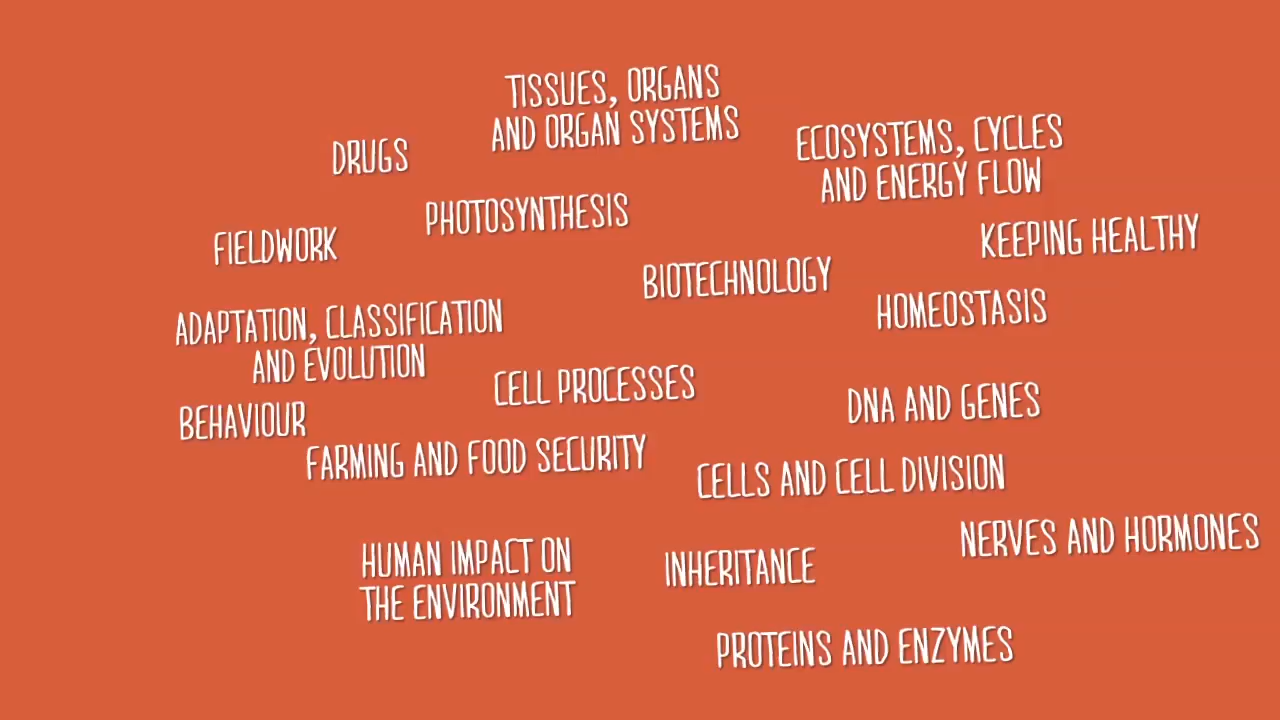 TISSUES, ORGANS
AND ORGAN SYSTEMS
DRUGS
ECOSYSTEMS, CYCLES
AND ENERGY FLOW
PHOTOSYNTHESIS
FIELDWORK
KEEPING HEALTHY
BIOTECHNOLOGY
HOMEOSTASIS
ADAPTATION, CLASSIFICATION
AND EVOLUTION
CELL PROCESSES
DNA AND GENES
BEHAVIOUR
FARMING AND FOOD SECURITY
CELLS AND CELL DIVISION
NERVES AND HORMONES
HUMAN IMPACT ON
THE ENVIRONMENT
INHERITANCE
PROTEINS AND ENZYMES